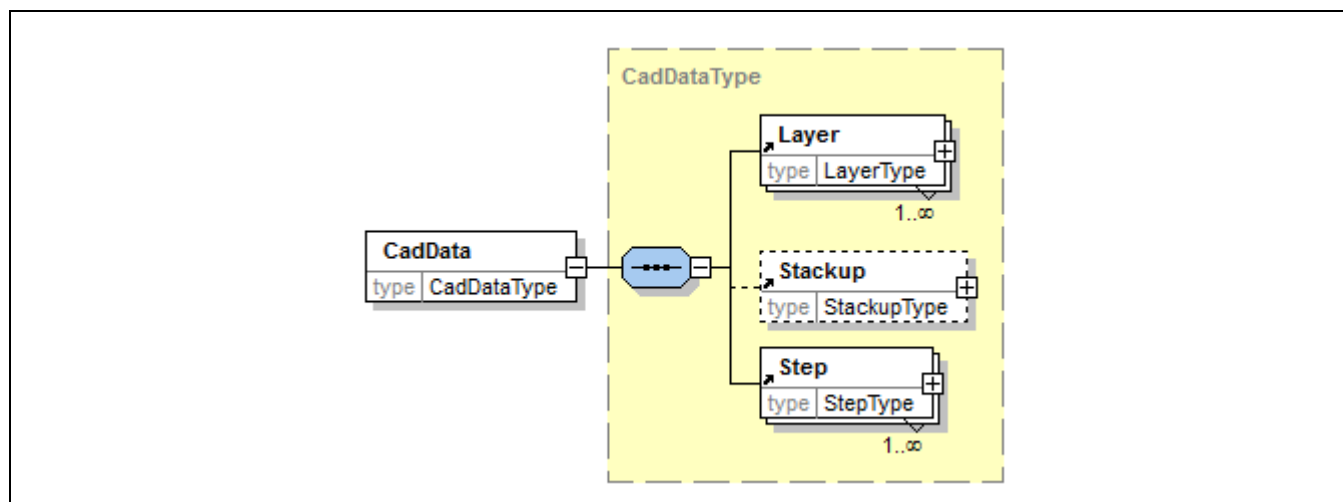 CadDataType
Layer
type LayerType
1..∞
CadData
type CadDataType
Stackup
type StackupType
Step
type StepType
1..∞